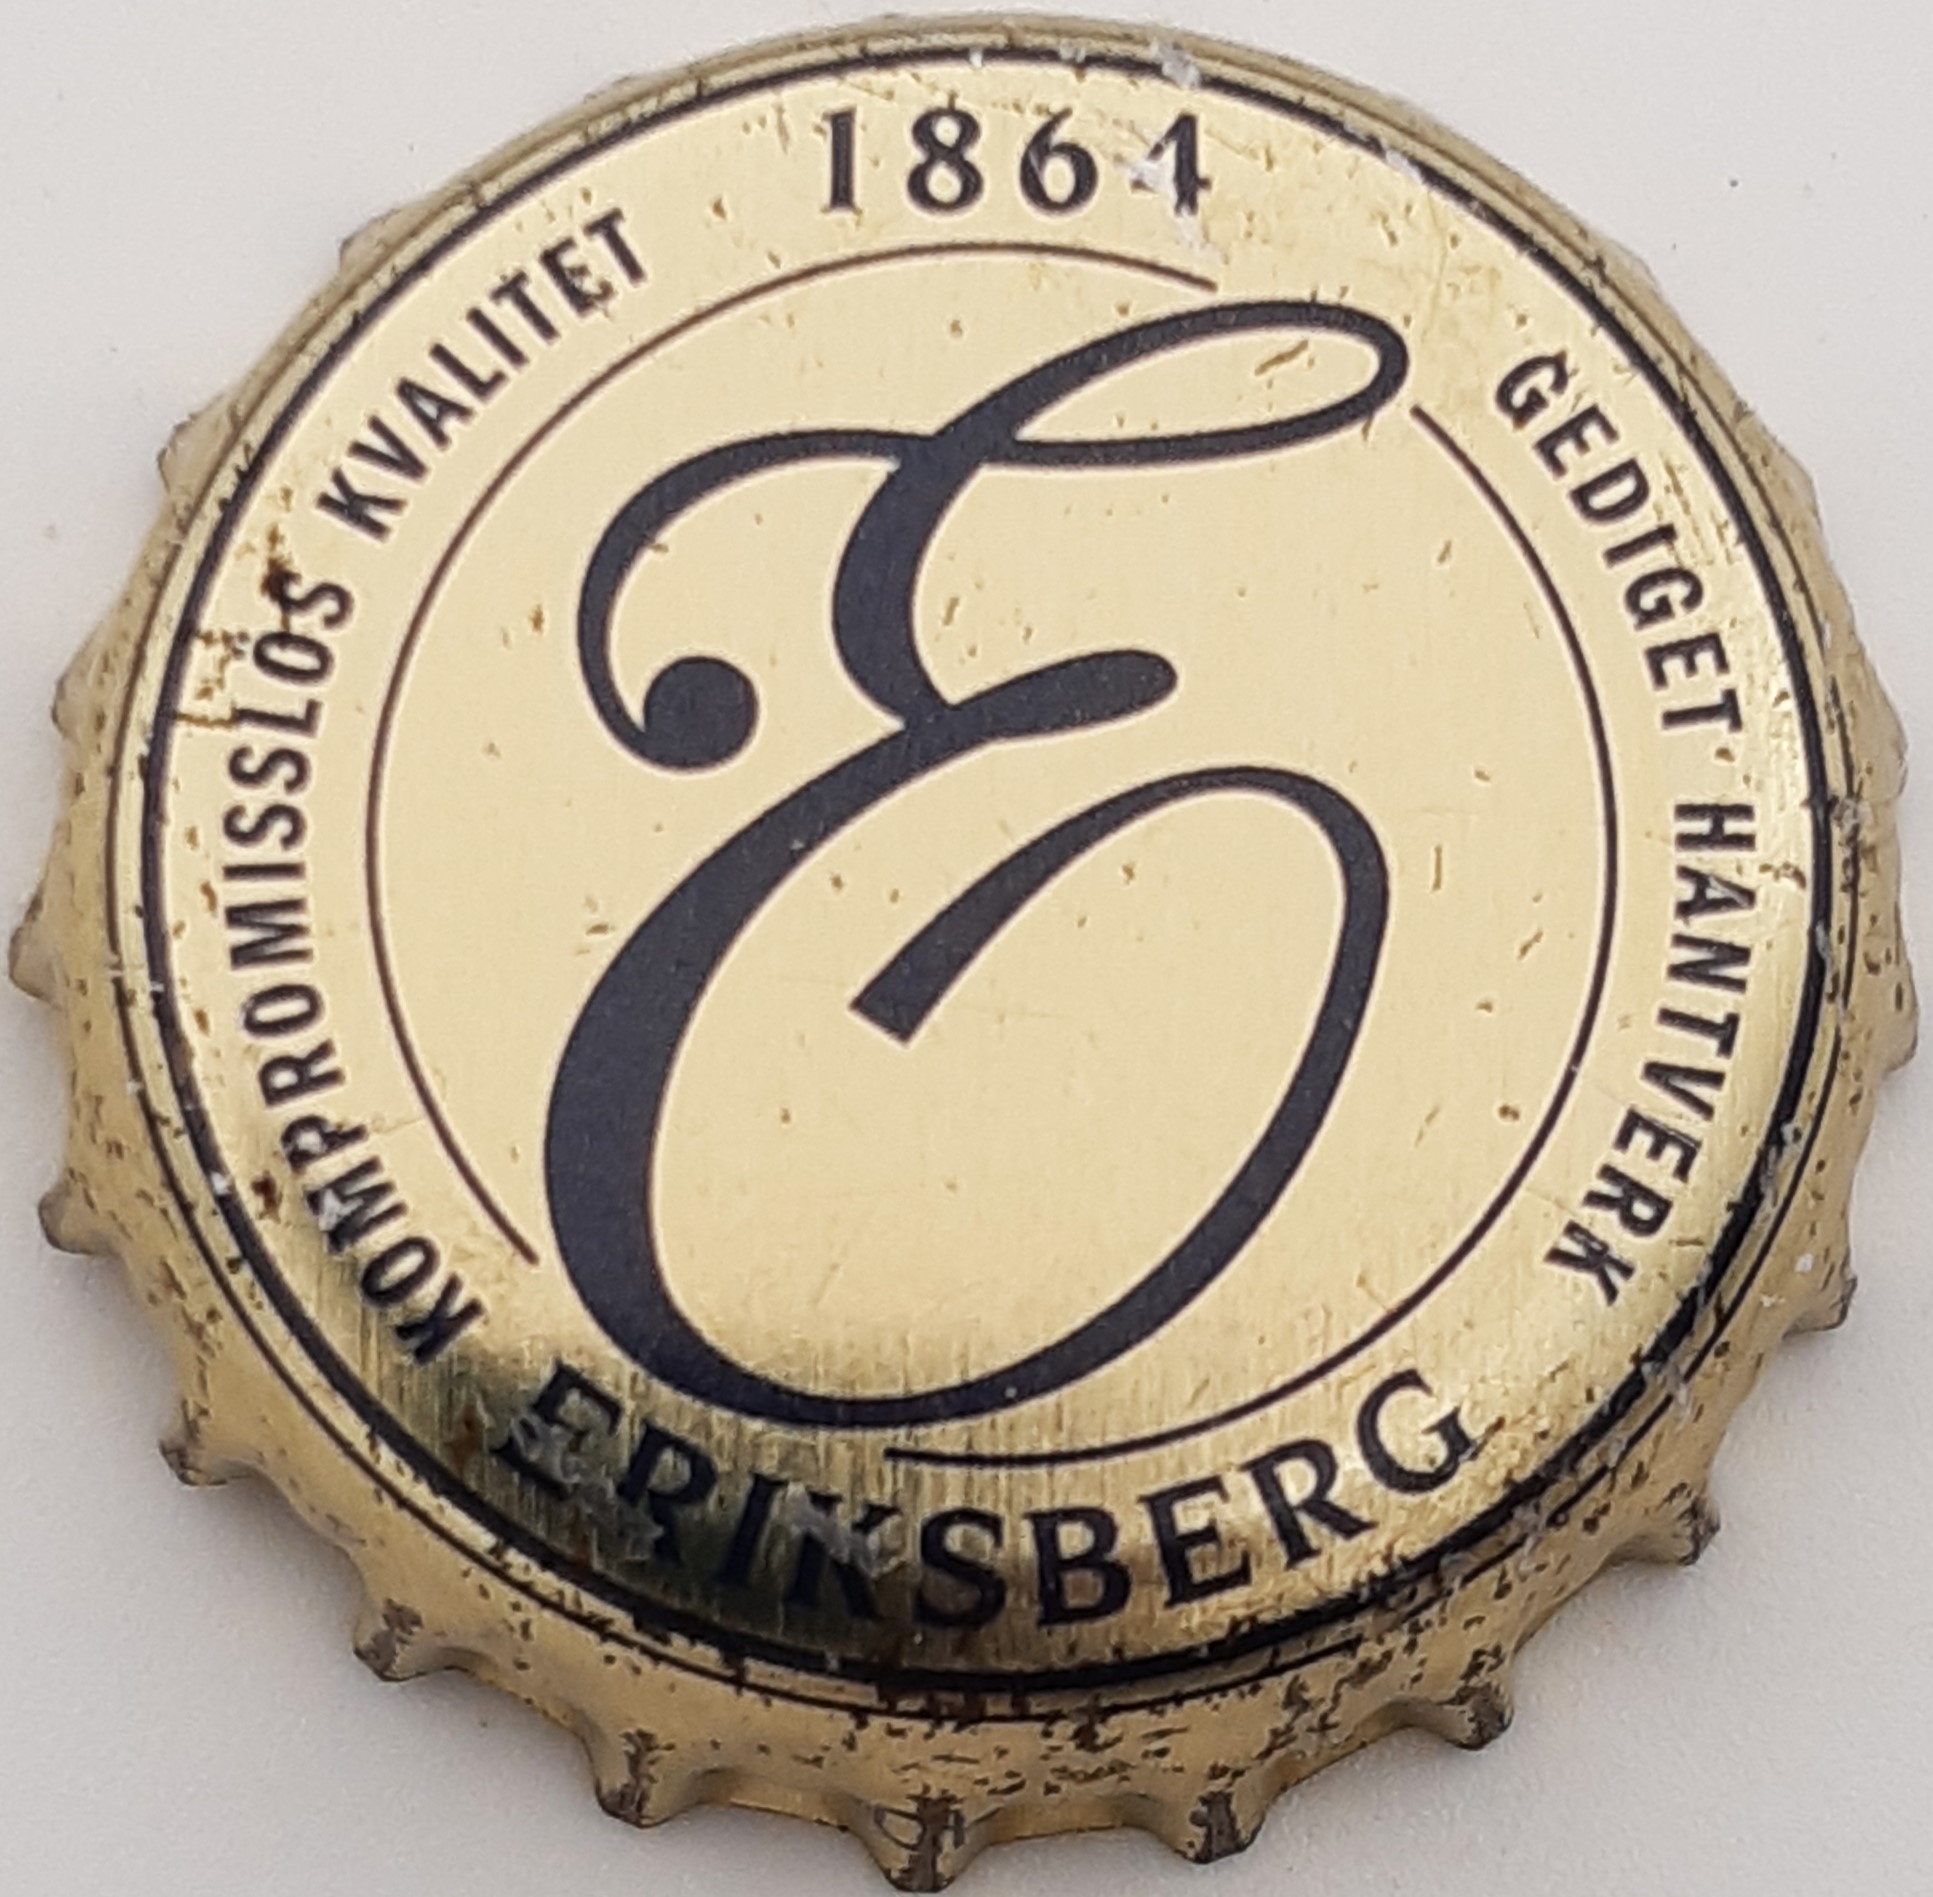 1864
KOMPROMISSLÖS KVALITET
GEDIGET HANTVERK
E
ERIKSBERG